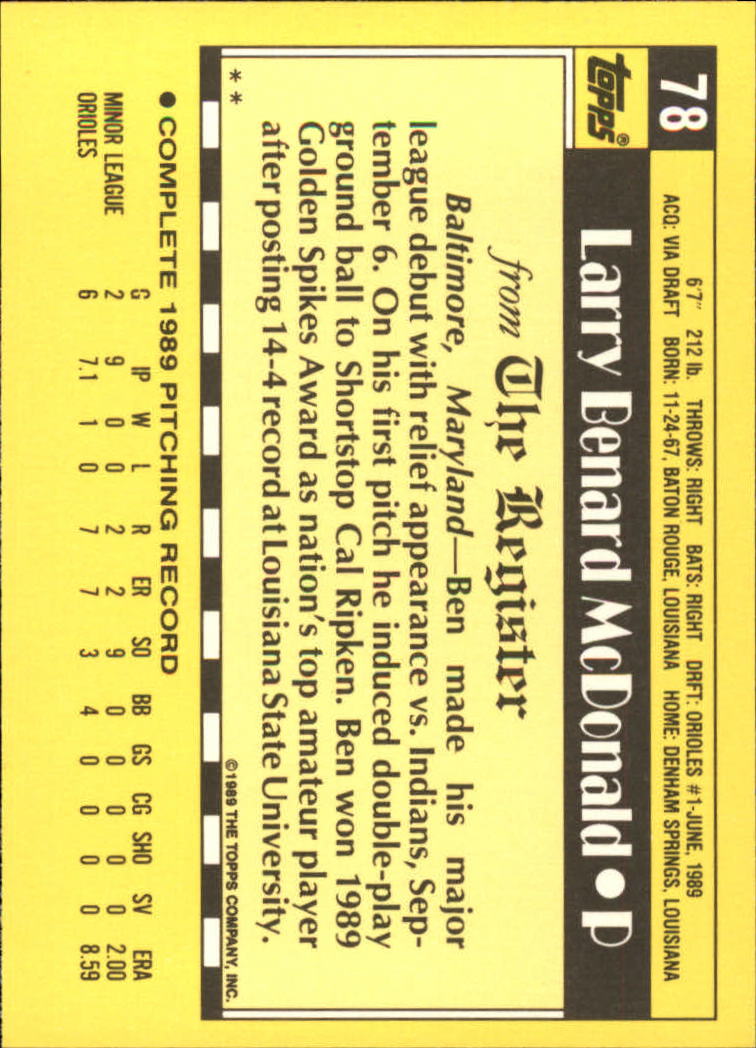 78
6'7" 212 lb. THROWS: RIGHT BATS: RIGHT DRFT: ORIOLES #1-JUNE, 1989
ACQ: VIA DRAFT BORN: 11-24-67, BATON ROUGE, LOUISIANA HOME: DENHAM SPRINGS, LOUISIANA
topps®
Larry Benard McDonald • P
from The Register
Baltimore, Maryland—Ben made his major
league debut with relief appearance vs. Indians, Sep-
tember 6. On his first pitch he induced double-play
ground ball to Shortstop Cal Ripken. Ben won 1989
Golden Spikes Award as nation's top amateur player
after posting 14-4 record at Louisiana State University.
* * ©1989 THE TOPPS COMPANY, INC.
• COMPLETE 1989 PITCHING RECORD
G IP W L R ER SO BB GS CG SHO SV ERA
MINOR LEAGUE 2 9 0 0 2 2 9 0 0 0 0 0 2.00
ORIOLES 6 7.1 1 0 7 7 3 4 0 0 0 0 8.59